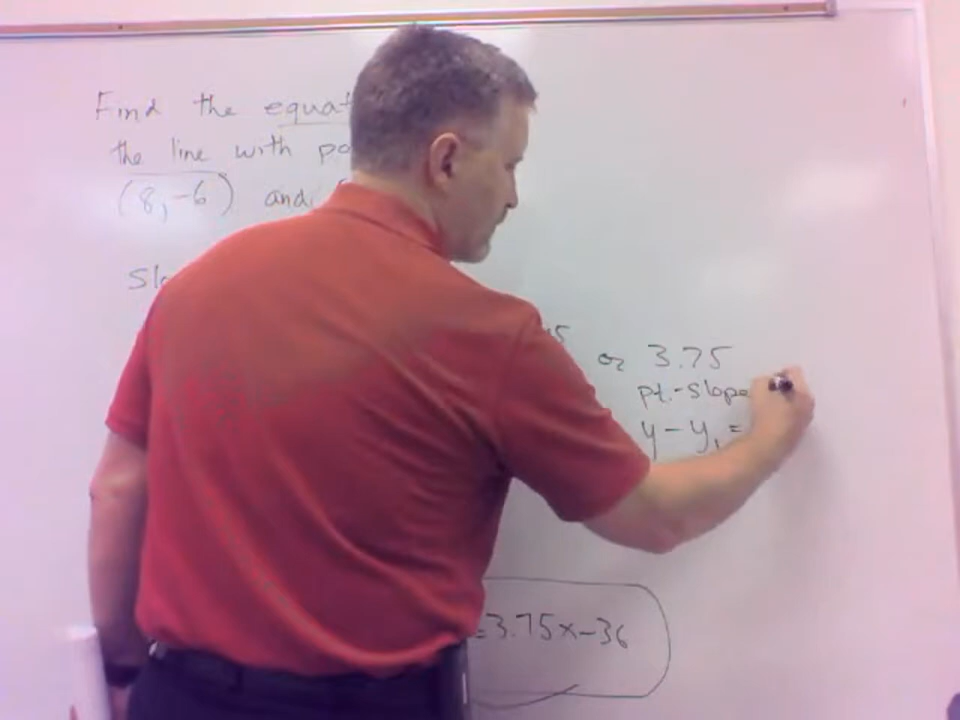 Find the equat
the line with po
(8, -6) and
Slo
or 3.75
pt.-slope
y - y₁ =
=3.75x-36